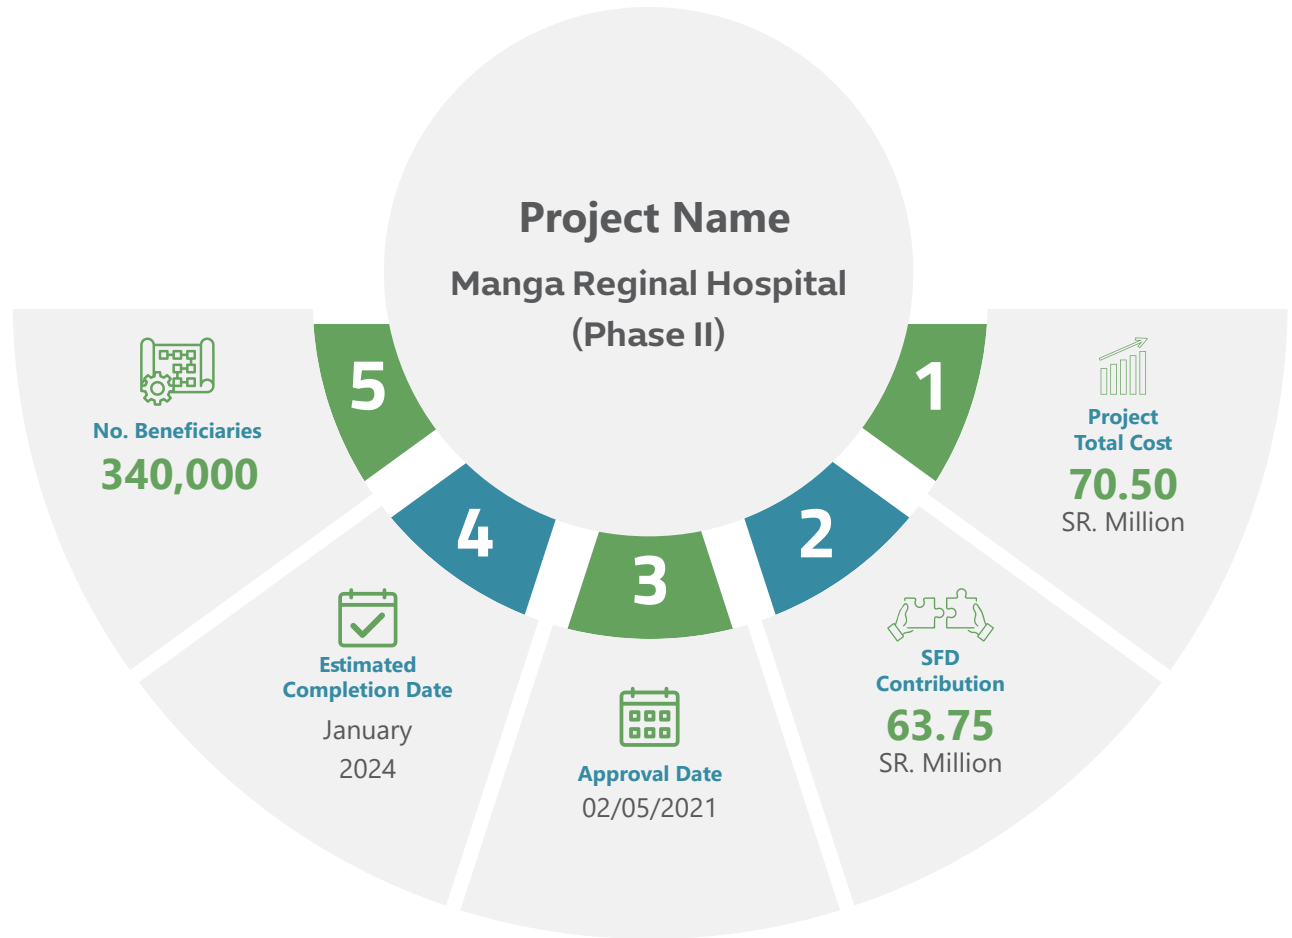 Project Name
Manga Reginal Hospital
(Phase II)
1
Project
Total Cost
70.50
SR. Million
2
SFD
Contribution
63.75
SR. Million
3
Approval Date
02/05/2021
4
Estimated
Completion Date
January
2024
5
No. Beneficiaries
340,000